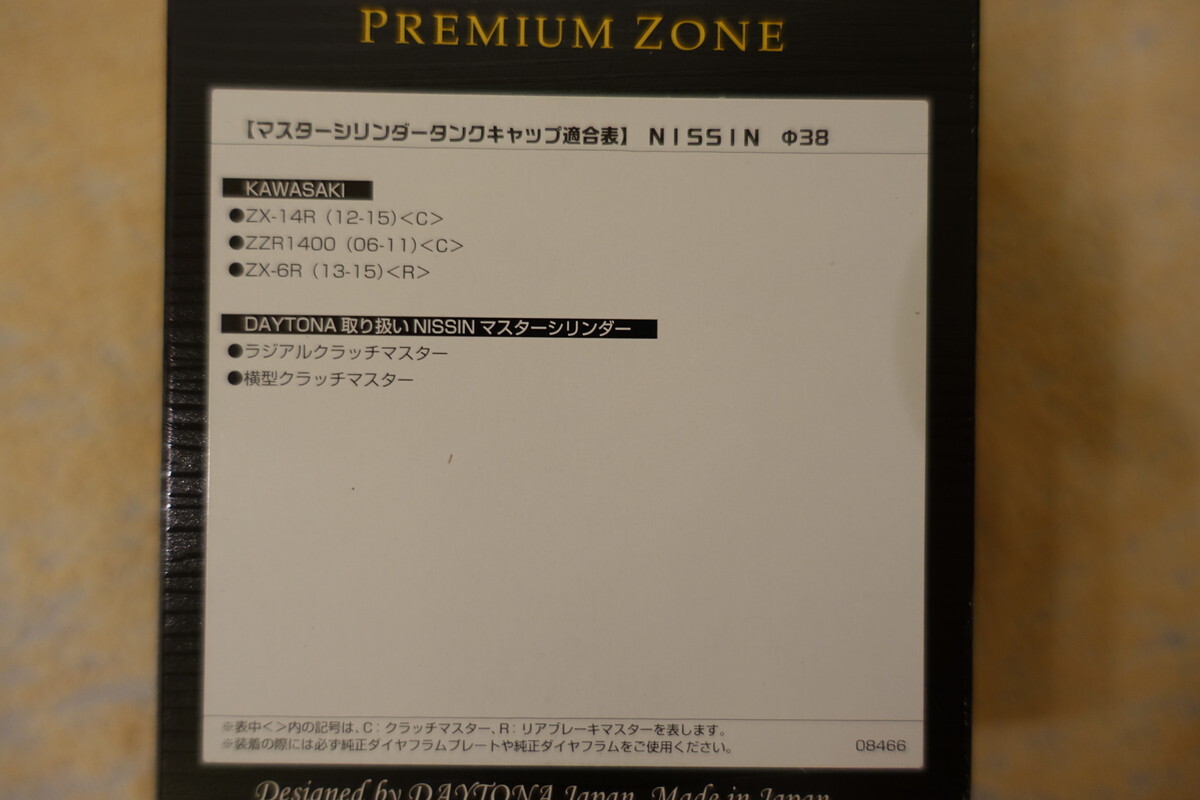 PREMIUM ZONE
【マスターシリンダータンクキャップ適合表】 NISSIN Φ38
KAWASAKI
●ZX-14R（12-15）<C>
●ZZR1400（06-11）<C>
●ZX-6R（13-15）<R>
DAYTONA 取り扱い NISSIN マスターシリンダー
●ラジアルクラッチマスター
●横型クラッチマスター
※表中< >内の記号は、C：クラッチマスター、R：リアブレーキマスターを表します。
※装着の際には必ず純正ダイヤフラムプレートや純正ダイヤフラムをご使用ください。
08466
Designed by DAYTONA Japan, Made in Japan